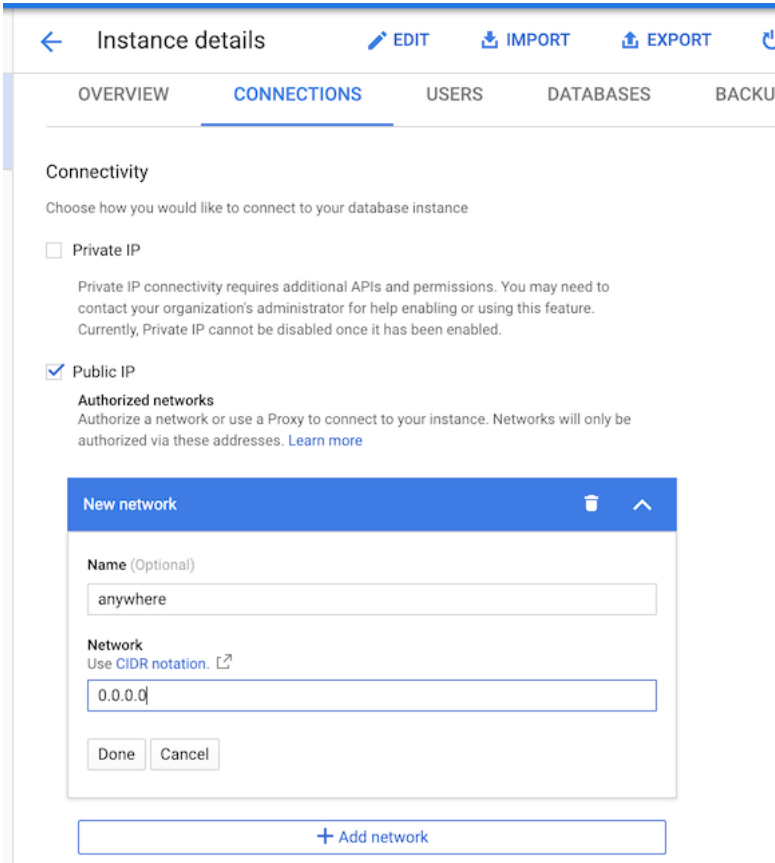 Instance details
EDIT
IMPORT
EXPORT
OVERVIEW
CONNECTIONS
USERS
DATABASES
BACKU
Connectivity
Choose how you would like to connect to your database instance
Private IP
Private IP connectivity requires additional APIs and permissions. You may need to
contact your organization's administrator for help enabling or using this feature.
Currently, Private IP cannot be disabled once it has been enabled.
Public IP
Authorized networks
Authorize a network or use a Proxy to connect to your instance. Networks will only be
authorized via these addresses. Learn more
New network
Name (Optional)
anywhere
Network
Use CIDR notation.
0.0.0.0
Done
Cancel
Add network